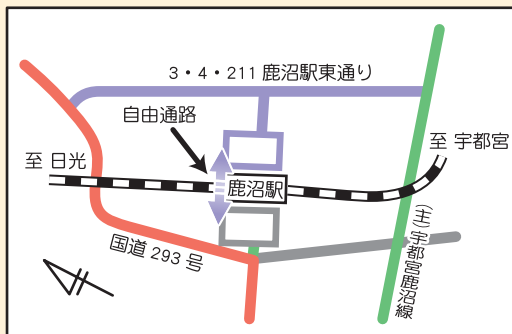 3・4・211 鹿沼駅東通り
自由通路
至 宇都宮
至 日光
鹿沼駅
(主)宇都宮鹿沼線
国道 293 号